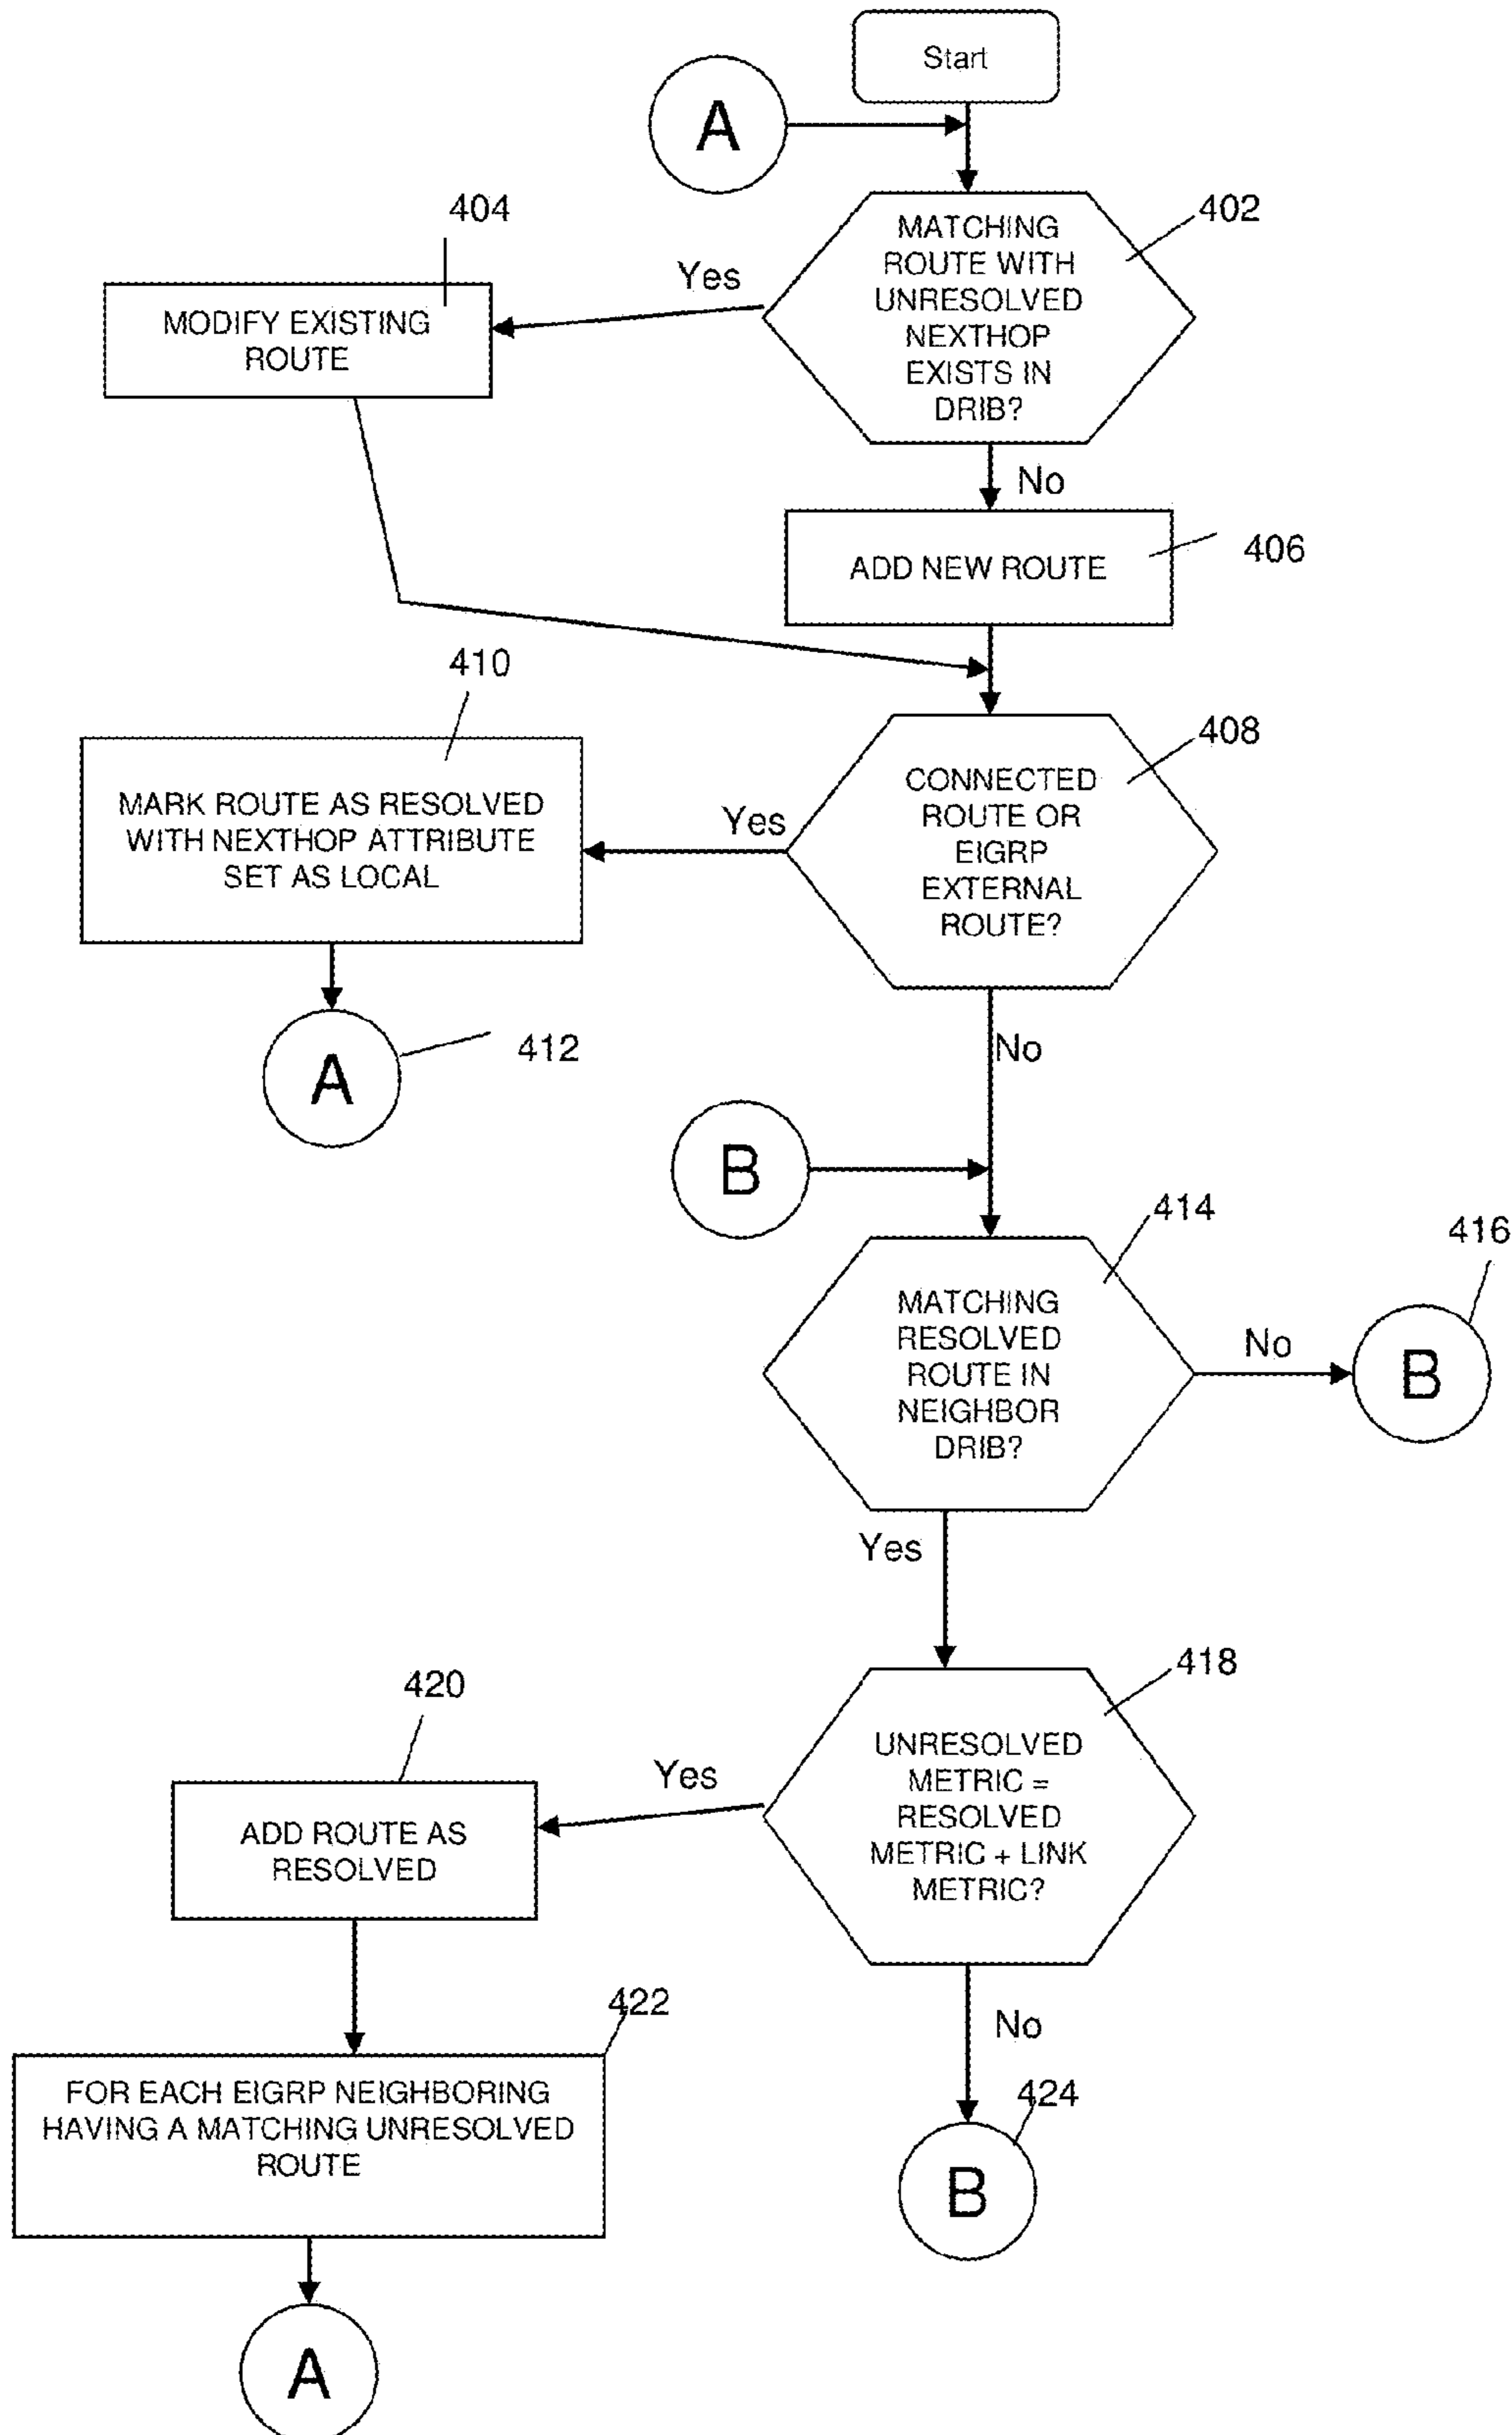 Start
A
404
402
MATCHING
ROUTE WITH
UNRESOLVED
NEXTHOP
EXISTS IN
DRIB?
Yes
MODIFY EXISTING
ROUTE
No
ADD NEW ROUTE
406
410
408
CONNECTED
ROUTE OR
EIGRP
EXTERNAL
ROUTE?
Yes
MARK ROUTE AS RESOLVED
WITH NEXTHOP ATTRIBUTE
SET AS LOCAL
A
412
No
B
414
416
MATCHING
RESOLVED
ROUTE IN
NEIGHBOR
DRIB?
No
B
Yes
418
420
UNRESOLVED
METRIC =
RESOLVED
METRIC + LINK
METRIC?
Yes
ADD ROUTE AS
RESOLVED
422
FOR EACH EIGRP NEIGHBORING
HAVING A MATCHING UNRESOLVED
ROUTE
No
424
B
A